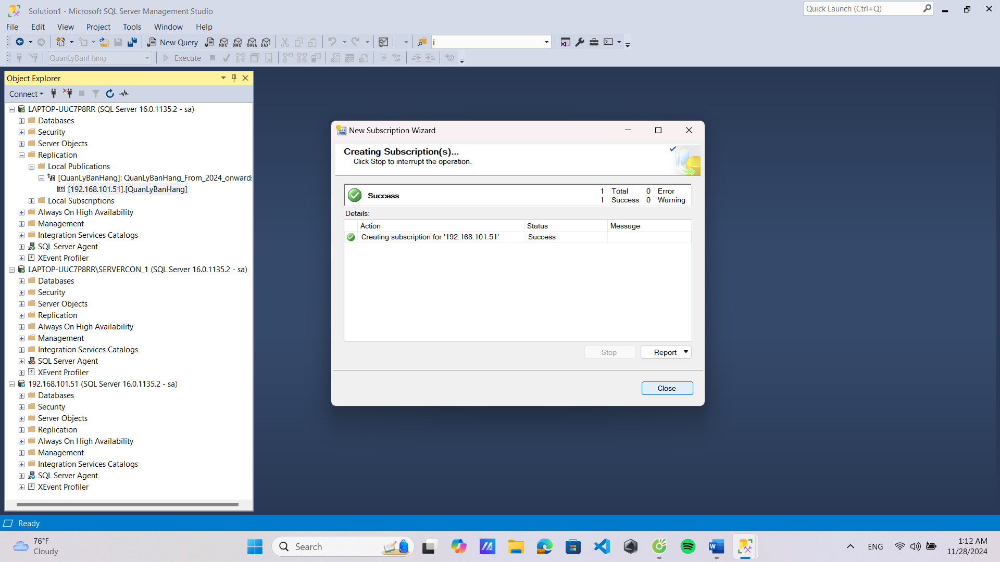 Solution1 - Microsoft SQL Server Management Studio
Quick Launch (Ctrl+Q)
File Edit View Project Tools Window Help
New Query MDX DMX XMLA DAX i
QuanLyBanHang Execute
Object Explorer
Connect
LAPTOP-UUC7P8RR (SQL Server 16.0.1135.2 - sa)
Databases
Security
Server Objects
Replication
Local Publications
[QuanLyBanHang]: QuanLyBanHang_From_2024_onwards
[192.168.101.51].[QuanLyBanHang]
Local Subscriptions
Always On High Availability
Management
Integration Services Catalogs
SQL Server Agent
XEvent Profiler
LAPTOP-UUC7P8RR\SERVERCON_1 (SQL Server 16.0.1135.2 - sa)
Databases
Security
Server Objects
Replication
Always On High Availability
Management
Integration Services Catalogs
SQL Server Agent
XEvent Profiler
192.168.101.51 (SQL Server 16.0.1135.2 - sa)
Databases
Security
Server Objects
Replication
Always On High Availability
Management
Integration Services Catalogs
SQL Server Agent
XEvent Profiler
New Subscription Wizard
Creating Subscription(s)...
Click Stop to interrupt the operation.
Success
1 Total 0 Error
1 Success 0 Warning
Details:
Action Status Message
Creating subscription for '192.168.101.51' Success
Stop Report
Close
Ready
76°F
Cloudy
Search
ENG
1:12 AM
11/28/2024